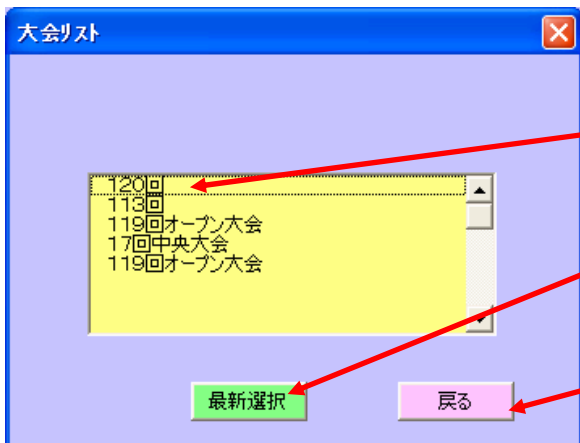 大会リスト
120回
113回
119回オープン大会
17回中央大会
119回オープン大会
最新選択
戻る